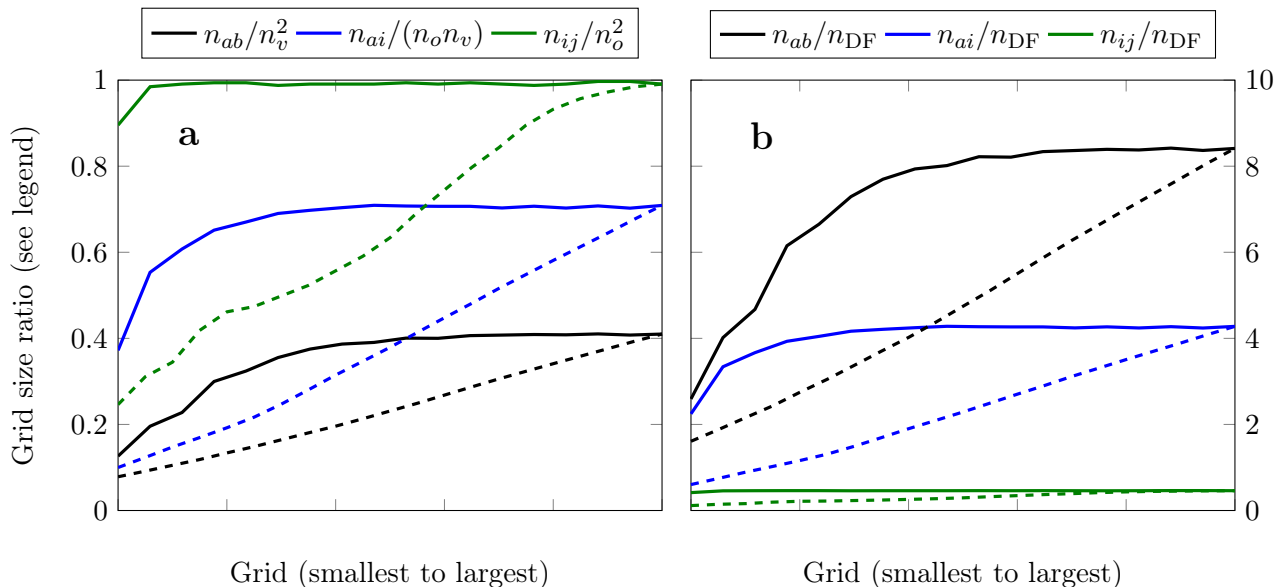 n_ab/n_v^2 n_ai/(n_o n_v) n_ij/n_o^2
n_ab/n_DF n_ai/n_DF n_ij/n_DF
Grid size ratio (see legend)
1
0.8
0.6
0.4
0.2
0
a
b
10
8
6
4
2
0
Grid (smallest to largest)
Grid (smallest to largest)